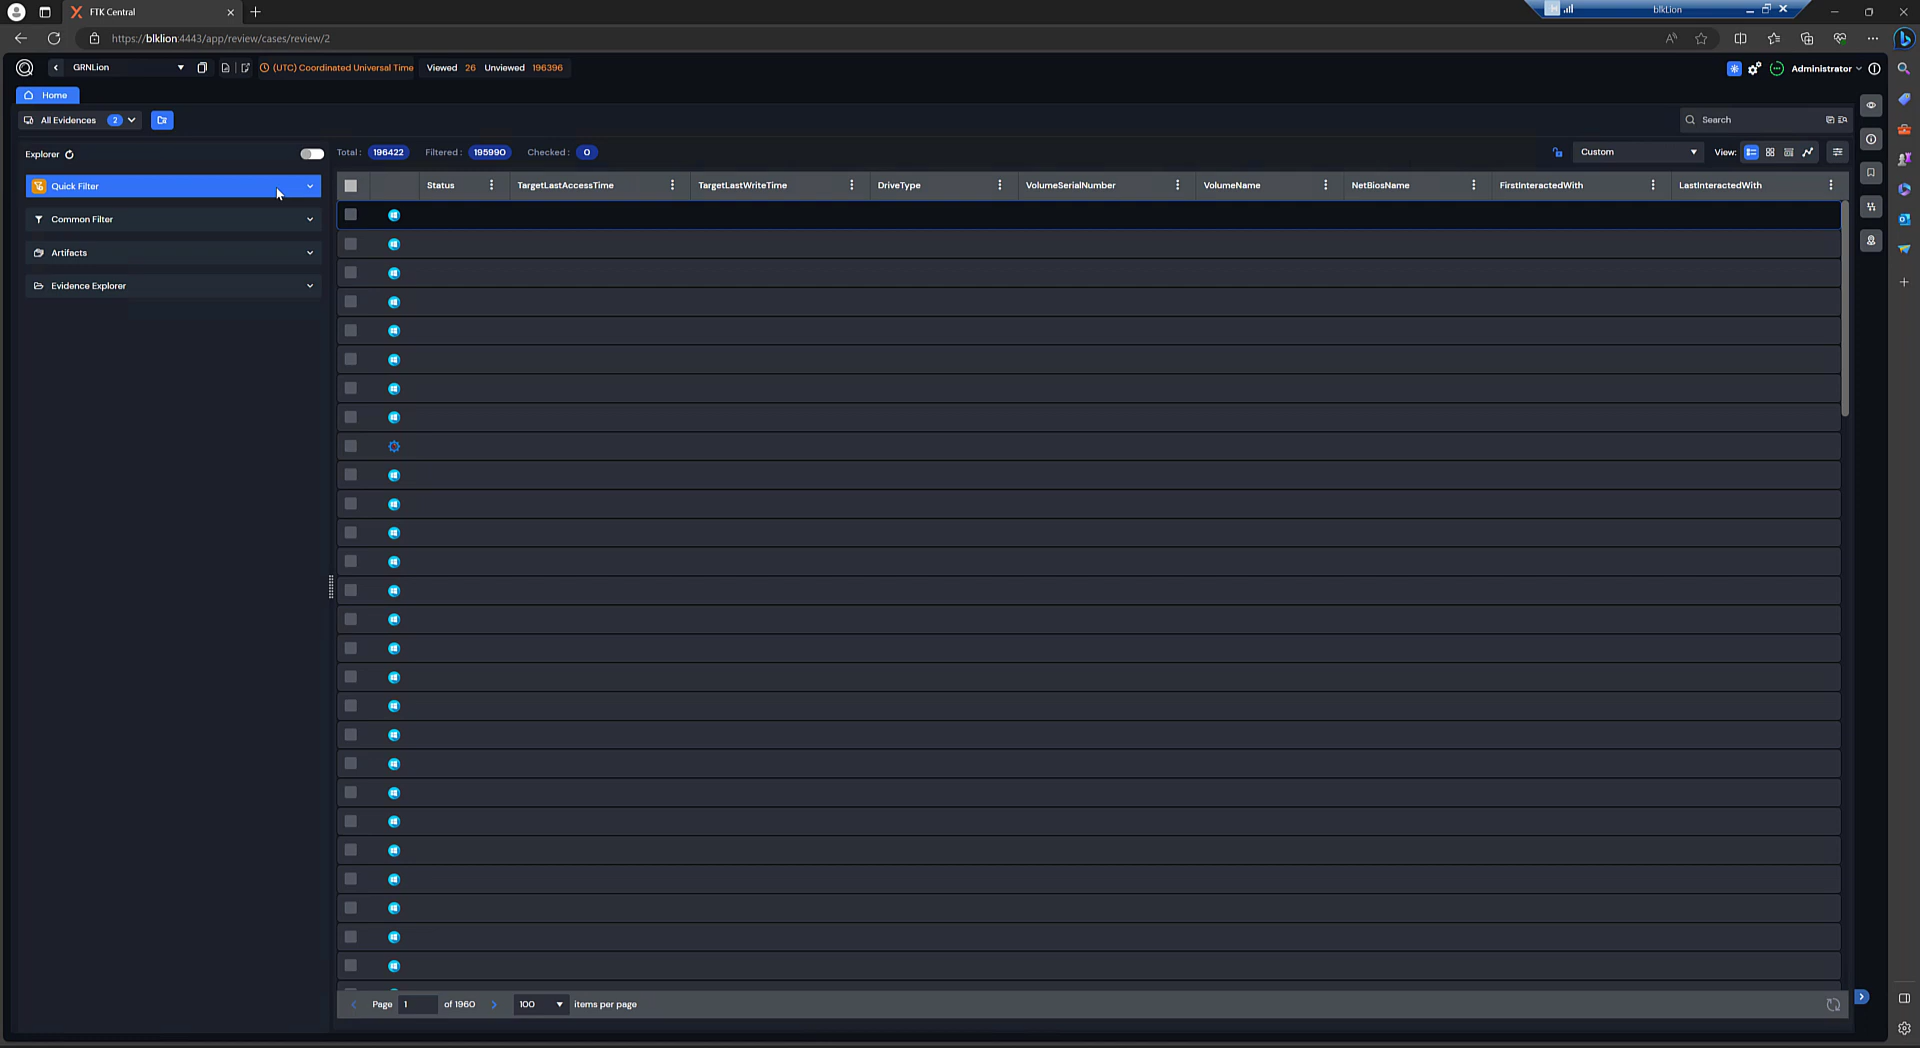 FTK Central
blkLion
https://blklion:4443/app/review/cases/review/2
GRNLion
(UTC) Coordinated Universal Time
Viewed 26 Unviewed 196396
Administrator
Home
All Evidences 2
Search
Explorer
Total : 196422 Filtered : 195990 Checked : 0
Custom
View:
Quick Filter
Common Filter
Artifacts
Evidence Explorer
Status TargetLastAccessTime TargetLastWriteTime DriveType VolumeSerialNumber VolumeName NetBiosName FirstInteractedWith LastInteractedWith
Page 1 of 1960 100 items per page